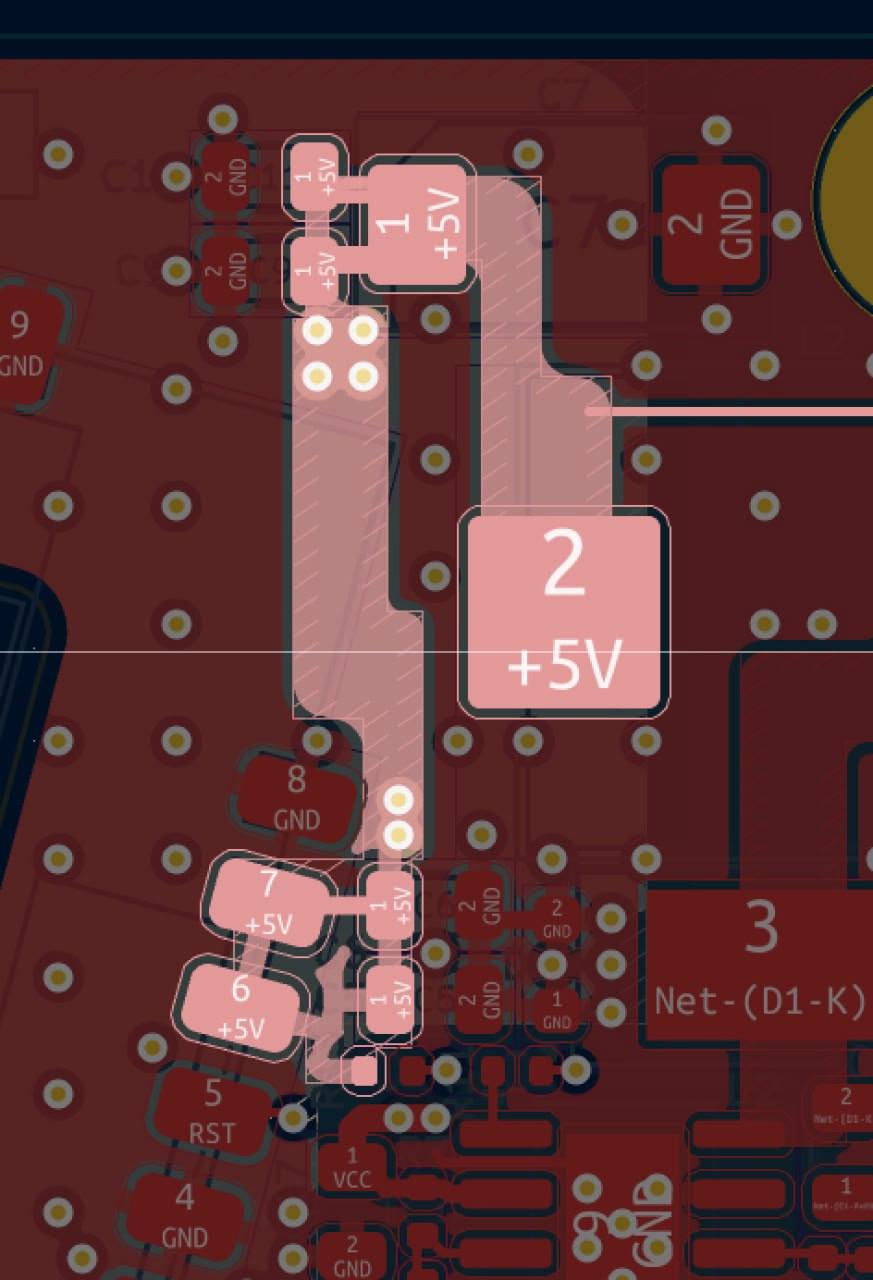 C7
2
GND
1
+5V
1
+5V
C7
2
GND
2
GND
1
+5V
9
GND
2
+5V
8
GND
7
+5V
1
+5V
2
GND
2
GND
3
Net-(D1-K)
6
+5V
1
+5V
2
GND
1
GND
5
RST
4
GND
1
VCC
2
GND
9
GND
2
Net-(D1-K)
1